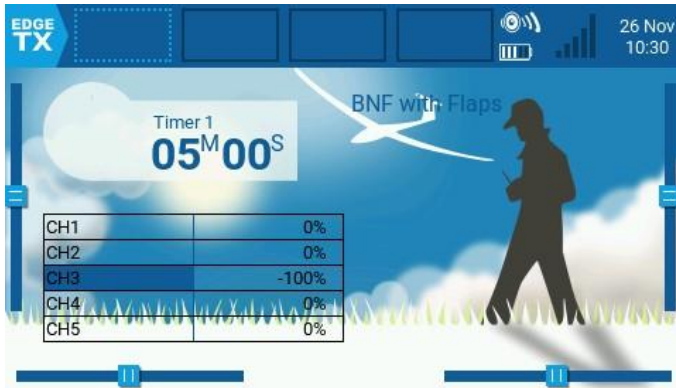 EDGE
TX
26 Nov
10:30
BNF with Flaps
Timer 1
05M00S
CH1 0%
CH2 0%
CH3 -100%
CH4 0%
CH5 0%